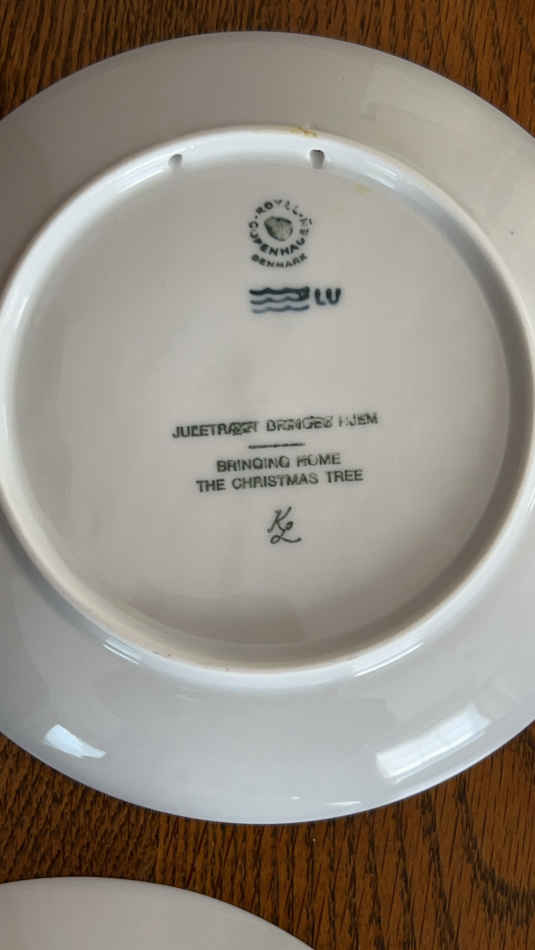 ROYAL COPENHAGEN
DENMARK
LU
JULETRÆET BRINGES HJEM
BRINGING HOME
THE CHRISTMAS TREE
KL